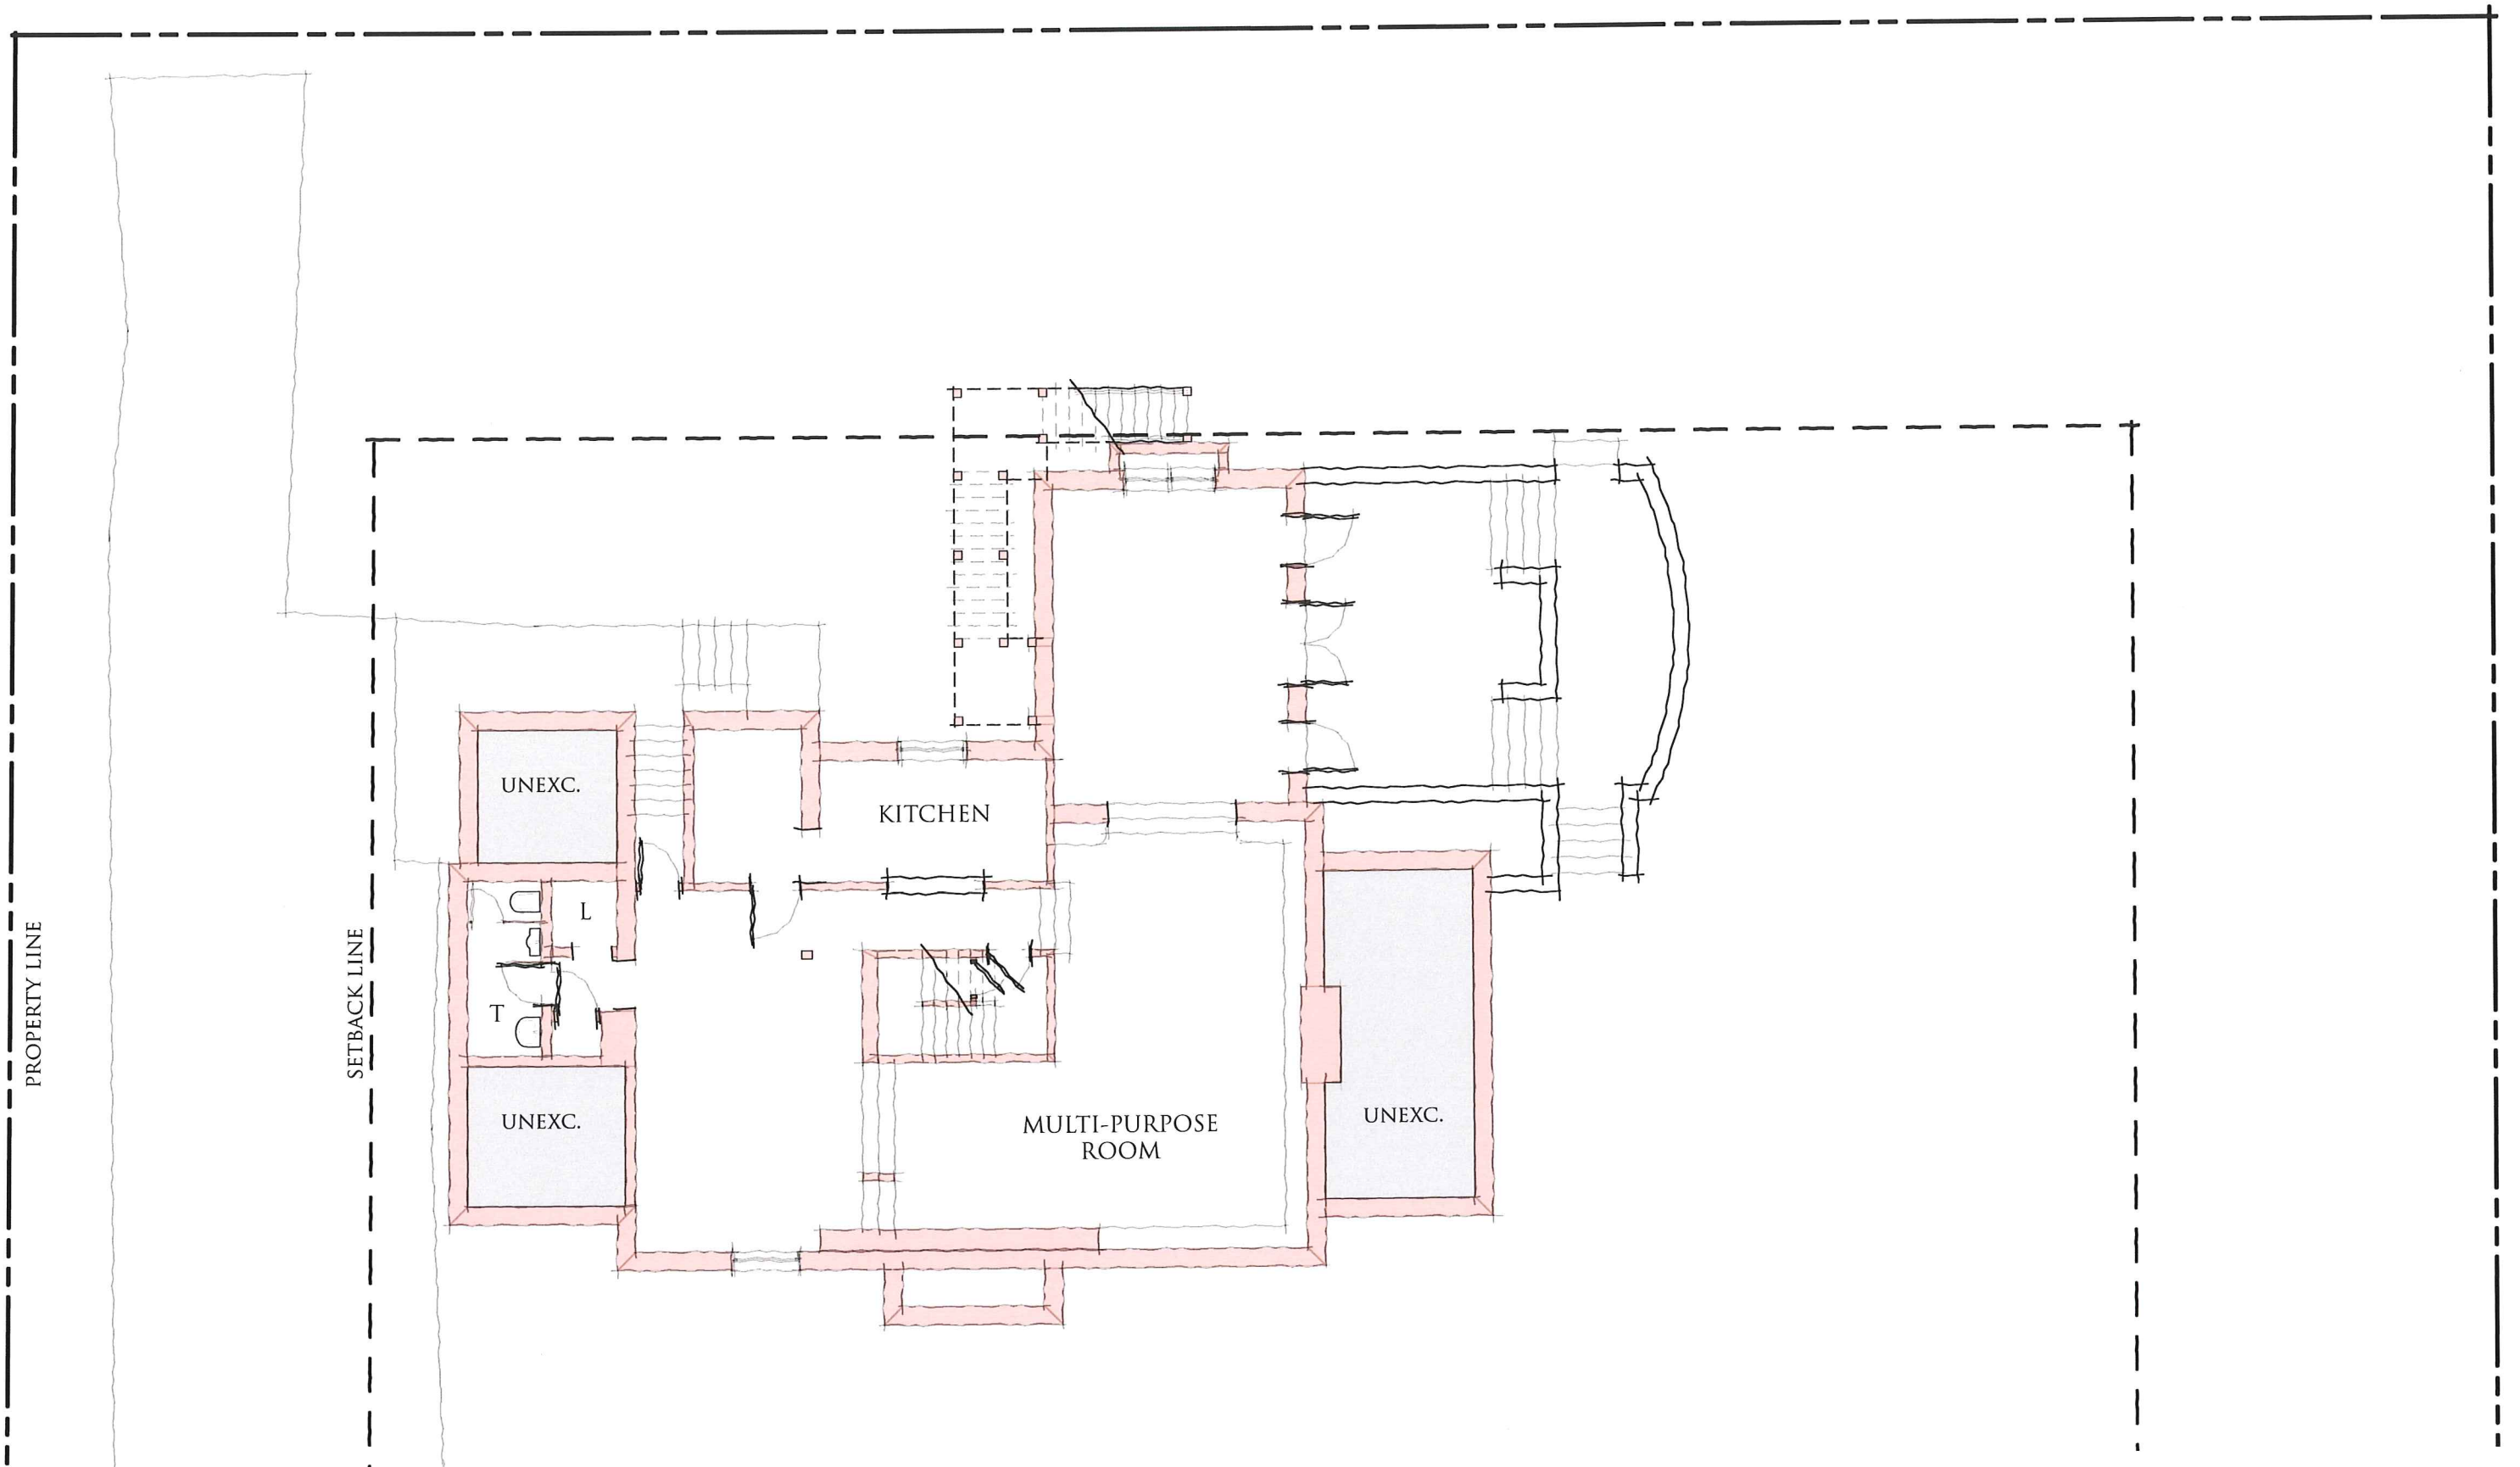 UNEXC.
KITCHEN
L
PROPERTY LINE
SETBACK LINE
T
UNEXC.
MULTI-PURPOSE
ROOM
UNEXC.